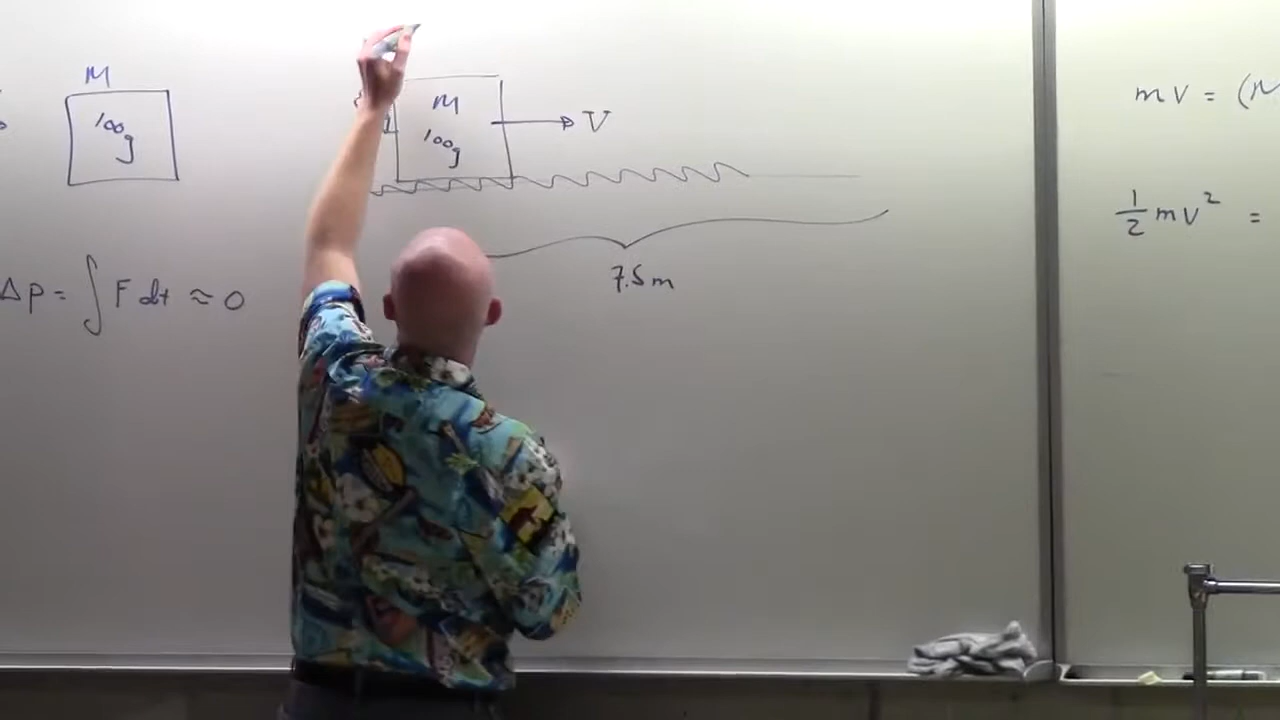 M
100g
M
100g
V
7.5 m
Δp = ∫ F dt ≈ 0
mv = (
1/2 mv² =